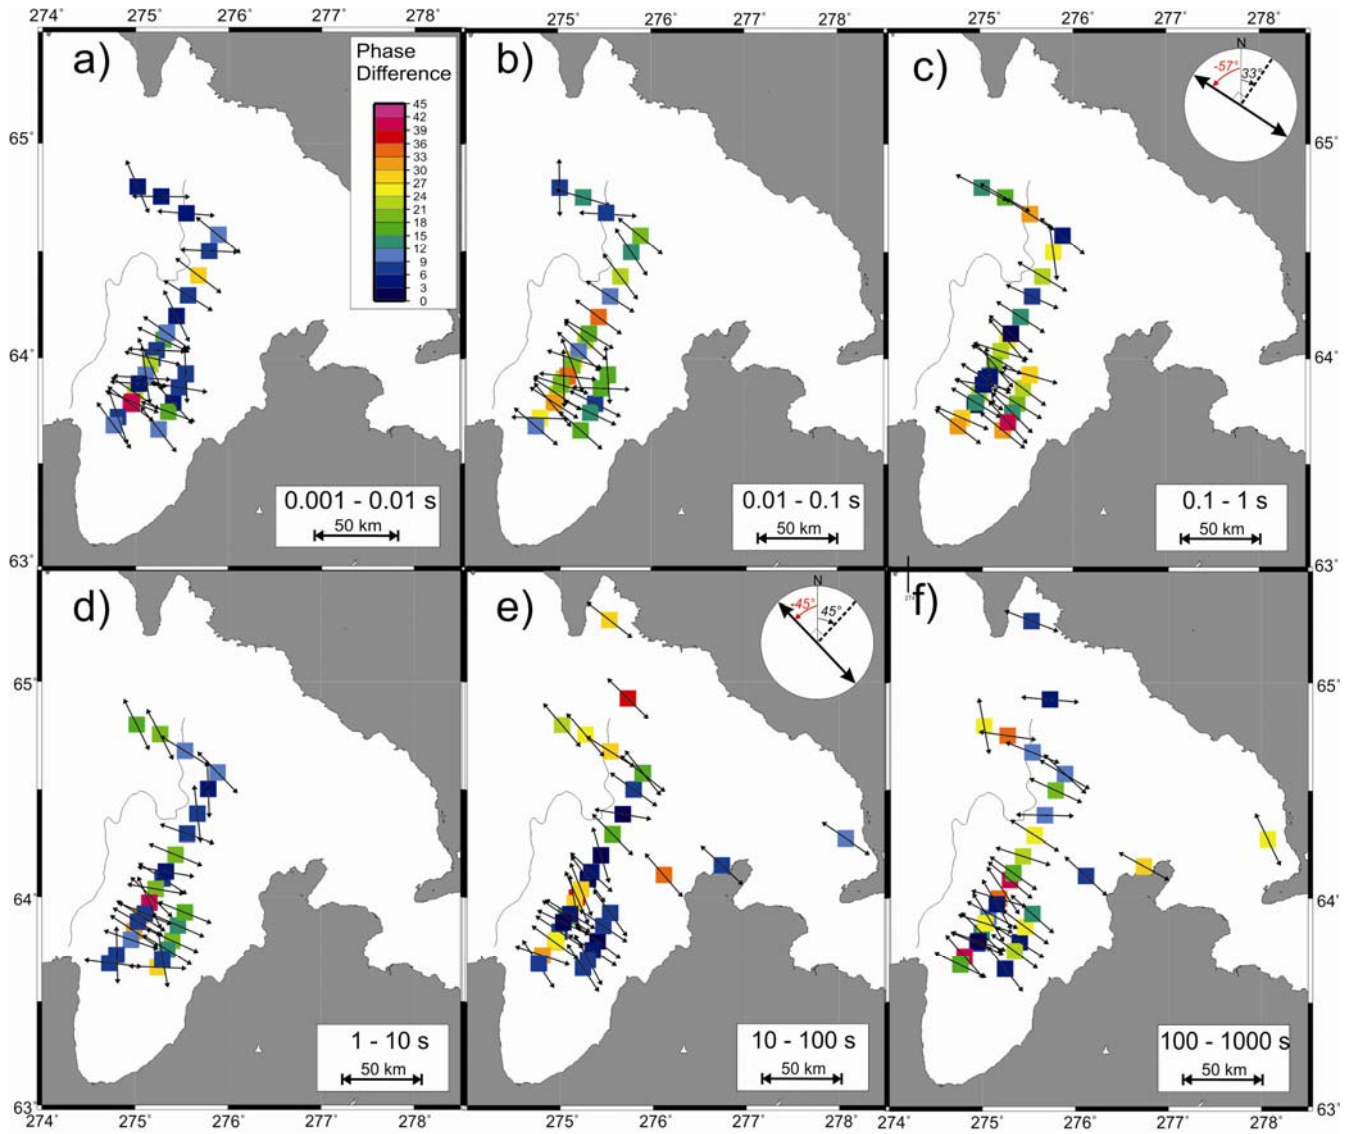 274° 275° 276° 277° 278° 275° 276° 277° 278° 275° 276° 277° 278°
a)
Phase
Difference
45
42
39
36
33
30
27
24
21
18
15
12
9
6
3
0
b)
c)
N
-57°
33°
65°
65°
64°
64°
0.001 - 0.01 s
50 km
0.01 - 0.1 s
50 km
0.1 - 1 s
50 km
63°
63°
d)
e)
N
-45°
45°
f)
65°
65°
64°
64°
1 - 10 s
50 km
10 - 100 s
50 km
100 - 1000 s
50 km
63°
63°
274° 275° 276° 277° 275° 276° 277° 274° 275° 276° 277° 278°